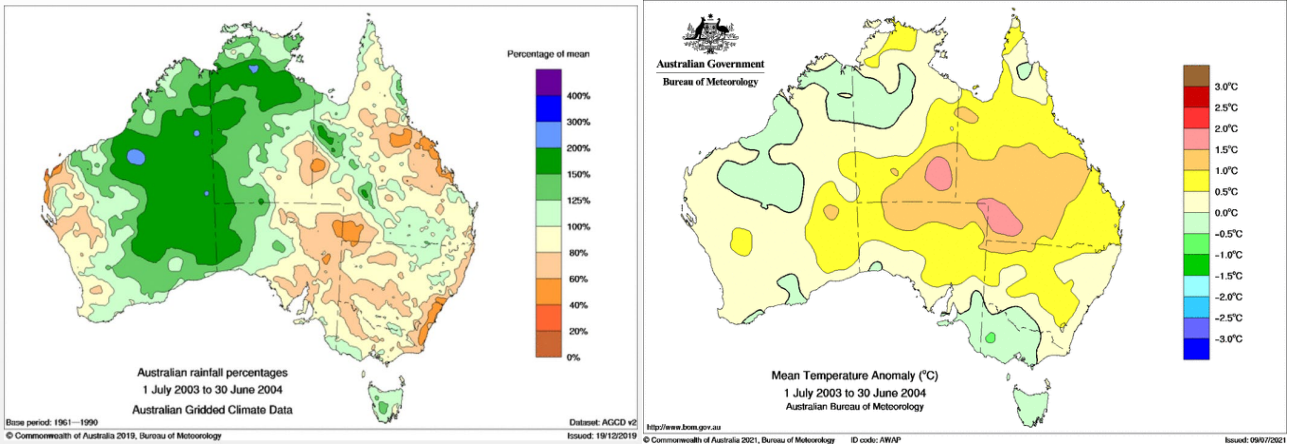 Percentage of mean
400%
300%
200%
150%
125%
100%
80%
60%
40%
20%
0%
Australian rainfall percentages
1 July 2003 to 30 June 2004
Australian Gridded Climate Data
Base period: 1961—1990
Dataset: AGCD v2
© Commonwealth of Australia 2019, Bureau of Meteorology
Issued: 19/12/2019
Australian Government
Bureau of Meteorology
3.0°C
2.5°C
2.0°C
1.5°C
1.0°C
0.5°C
0.0°C
−0.5°C
−1.0°C
−1.5°C
−2.0°C
−2.5°C
−3.0°C
Mean Temperature Anomaly (°C)
1 July 2003 to 30 June 2004
Australian Bureau of Meteorology
http://www.bom.gov.au
© Commonwealth of Australia 2021, Bureau of Meteorology
ID code: AWAP
Issued: 09/07/2021